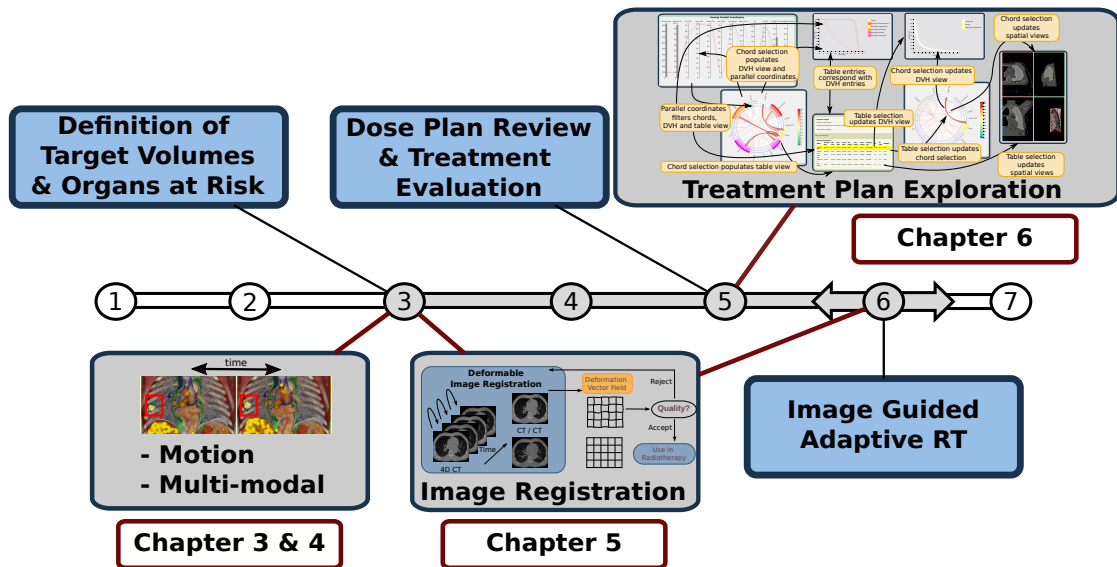 Chord selection
populates
DVH view and
parallel coordinates
Table entries
correspond with
DVH entries
Chord selection updates
DVH view
Chord selection
updates
spatial views
Parallel coordinates
filters chords,
DVH and table view
Table selection
updates DVH view
Chord selection populates table view
Table selection updates
chord selection
Table selection
updates
spatial views
Treatment Plan Exploration
Chapter 6
Definition of
Target Volumes
& Organs at Risk
Dose Plan Review
& Treatment
Evaluation
1
2
3
4
5
6
7
time
- Motion
- Multi-modal
Chapter 3 & 4
Deformable
Image Registration
4D CT
Time
CT / CT
Deformation
Vector Field
Reject
Quality?
Accept
Use in
Radiotherapy
Image Registration
Chapter 5
Image Guided
Adaptive RT